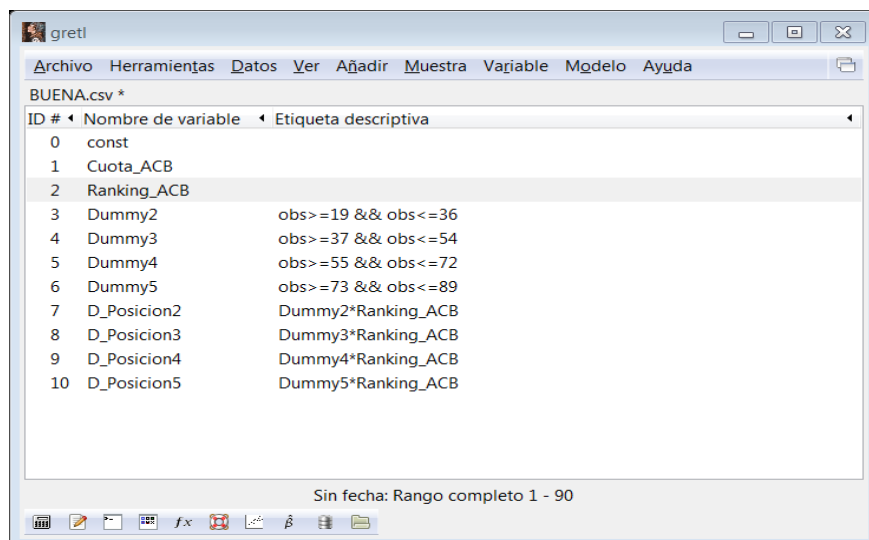 gretl
Archivo Herramientas Datos Ver Añadir Muestra Variable Modelo Ayuda
BUENA.csv *
ID # Nombre de variable Etiqueta descriptiva
0 const
1 Cuota_ACB
2 Ranking_ACB
3 Dummy2 obs>=19 && obs<=36
4 Dummy3 obs>=37 && obs<=54
5 Dummy4 obs>=55 && obs<=72
6 Dummy5 obs>=73 && obs<=89
7 D_Posicion2 Dummy2*Ranking_ACB
8 D_Posicion3 Dummy3*Ranking_ACB
9 D_Posicion4 Dummy4*Ranking_ACB
10 D_Posicion5 Dummy5*Ranking_ACB
Sin fecha: Rango completo 1 - 90
fx β̂